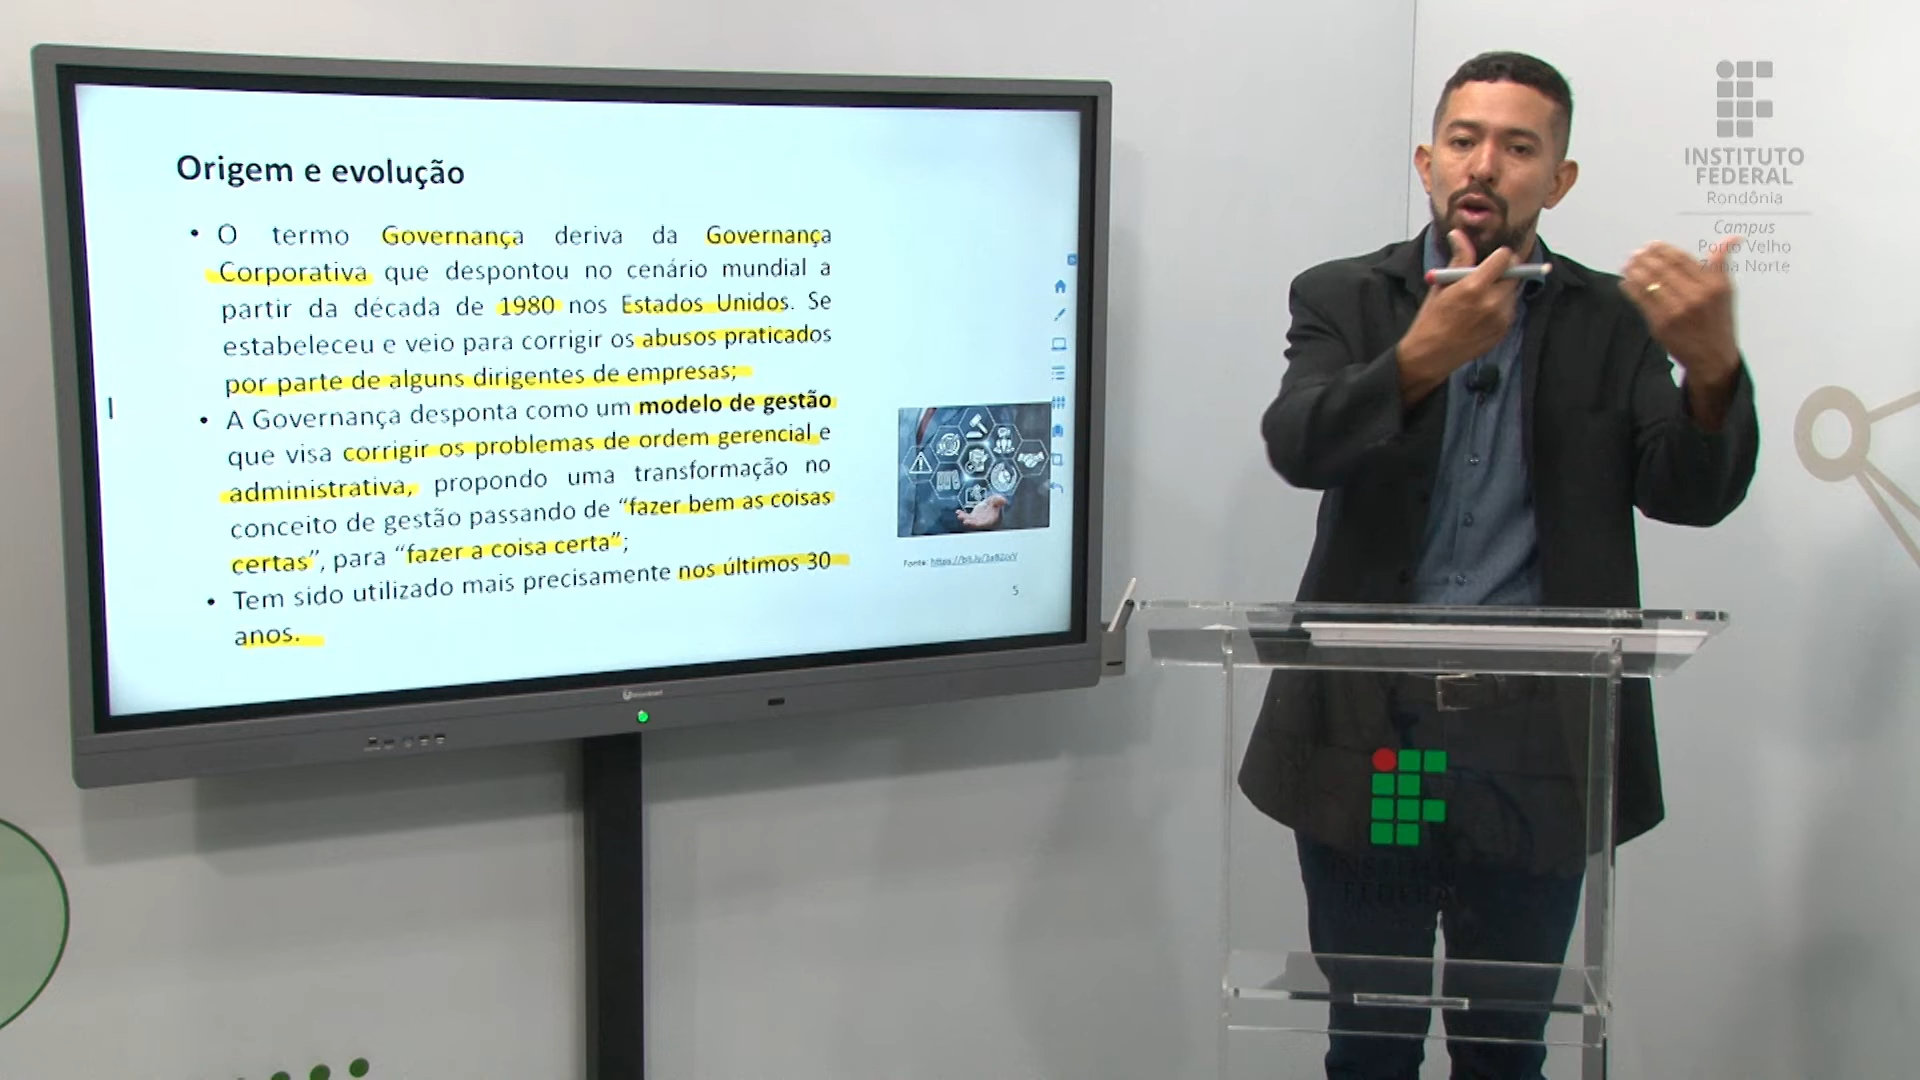 Origem e evolução
• O termo Governança deriva da Governança
Corporativa que despontou no cenário mundial a
partir da década de 1980 nos Estados Unidos. Se
estabeleceu e veio para corrigir os abusos praticados
por parte de alguns dirigentes de empresas;
• A Governança desponta como um modelo de gestão
que visa corrigir os problemas de ordem gerencial e
administrativa, propondo uma transformação no
conceito de gestão passando de “fazer bem as coisas
certas”, para “fazer a coisa certa”;
• Tem sido utilizado mais precisamente nos últimos 30
anos.
Fonte:
5
INSTITUTO
FEDERAL
Rondônia
Campus
Porto Velho
Zona Norte
INSTITUTO
FEDERAL